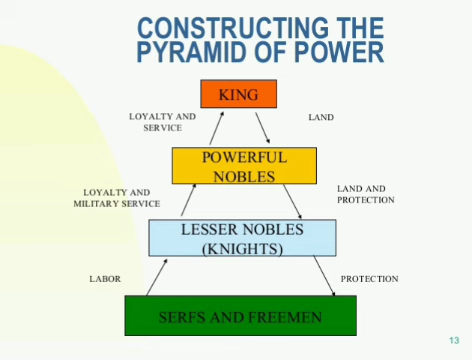 CONSTRUCTING THE
PYRAMID OF POWER
KING
LOYALTY AND
SERVICE
LAND
POWERFUL
NOBLES
LOYALTY AND
MILITARY SERVICE
LAND AND
PROTECTION
LESSER NOBLES
(KNIGHTS)
LABOR
PROTECTION
SERFS AND FREEMEN
13